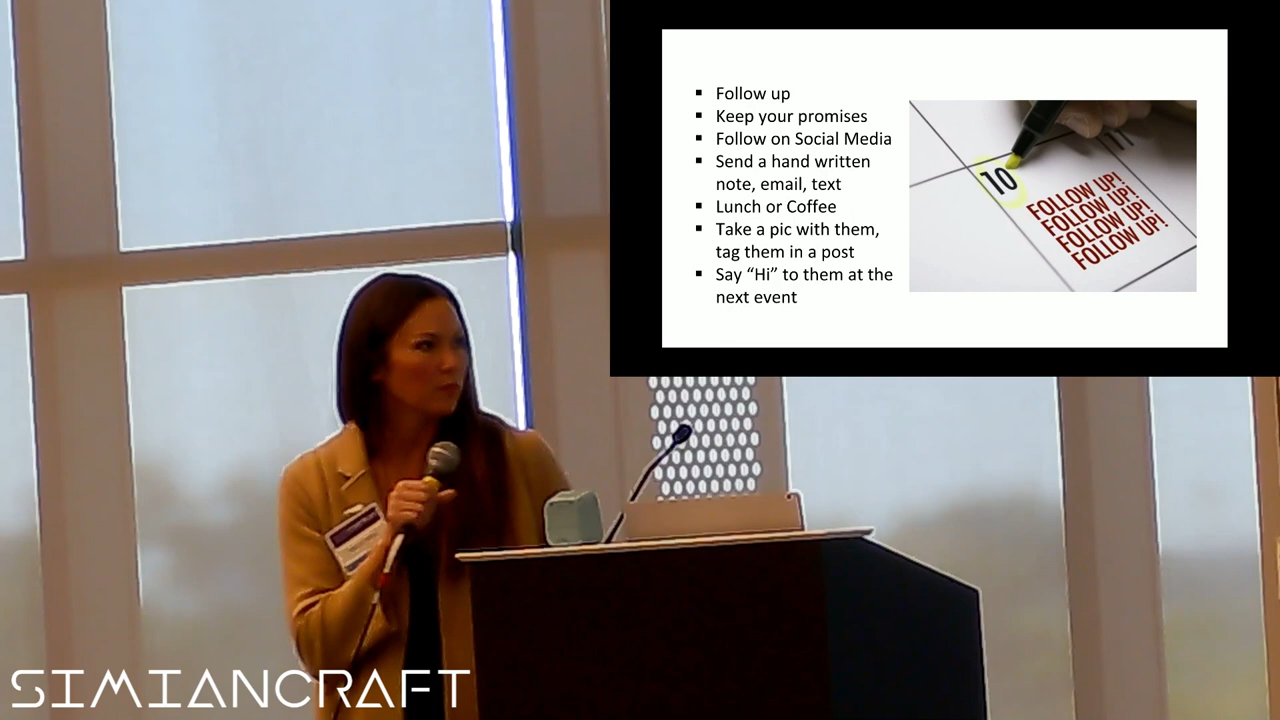 ▪ Follow up
▪ Keep your promises
▪ Follow on Social Media
▪ Send a hand written
note, email, text
▪ Lunch or Coffee
▪ Take a pic with them,
tag them in a post
▪ Say “Hi” to them at the
next event
10
11
FOLLOW UP!
FOLLOW UP!
FOLLOW UP!
FOLLOW UP!
SIMIANCRAFT